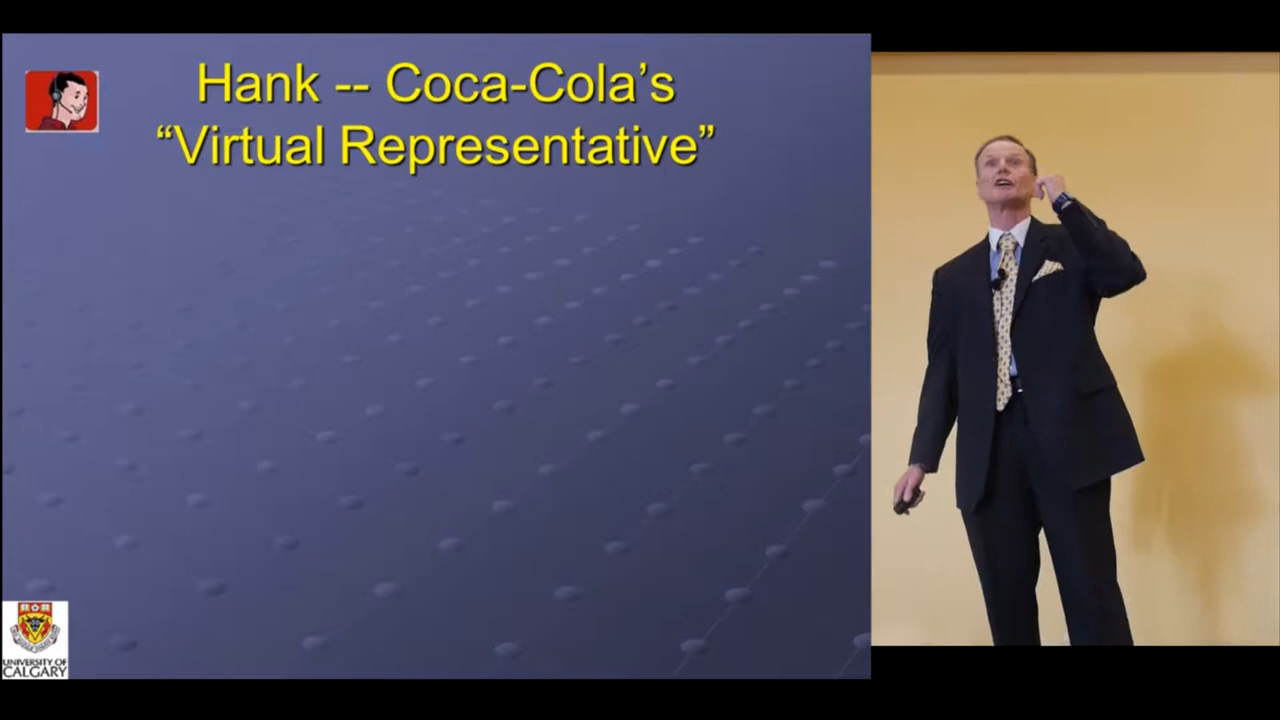 Hank -- Coca-Cola's
“Virtual Representative”
UNIVERSITY OF
CALGARY